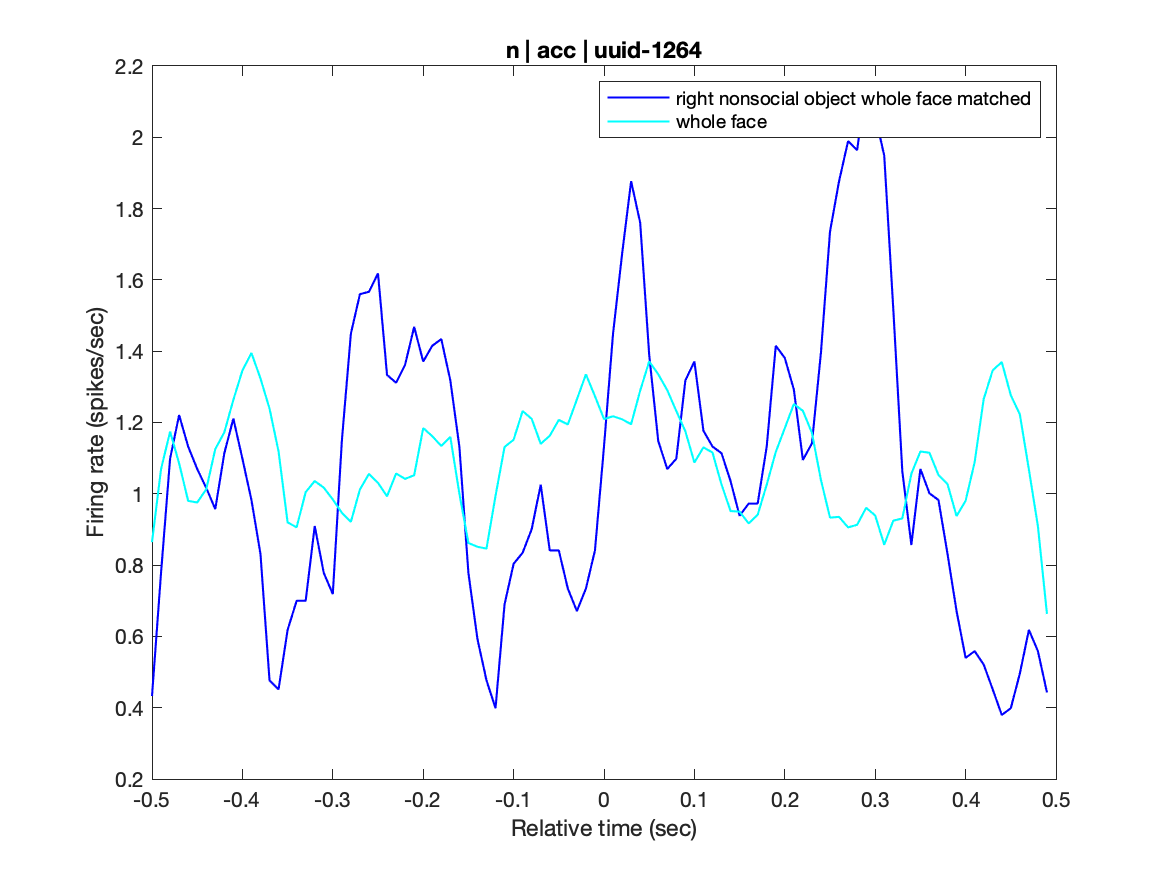 n | acc | uuid-1264
right nonsocial object whole face matched
whole face
Firing rate (spikes/sec)
2.2
2
1.8
1.6
1.4
1.2
1
0.8
0.6
0.4
0.2
-0.5 -0.4 -0.3 -0.2 -0.1 0 0.1 0.2 0.3 0.4 0.5
Relative time (sec)